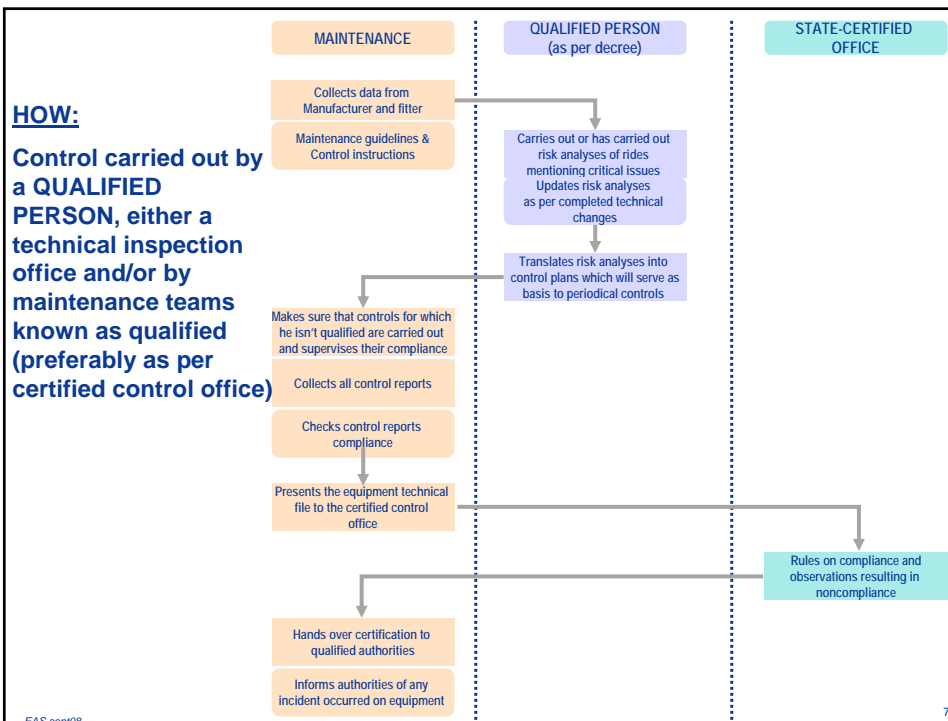 MAINTENANCE
QUALIFIED PERSON
(as per decree)
STATE-CERTIFIED
OFFICE
HOW:
Control carried out by
a QUALIFIED
PERSON, either a
technical inspection
office and/or by
maintenance teams
known as qualified
(preferably as per
certified control office)
Collects data from
Manufacturer and fitter
Maintenance guidelines &
Control instructions
Carries out or has carried out
risk analyses of rides
mentioning critical issues
Updates risk analyses
as per completed technical
changes
Translates risk analyses into
control plans which will serve as
basis to periodical controls
Makes sure that controls for which
he isn't qualified are carried out
and supervises their compliance
Collects all control reports
Checks control reports
compliance
Presents the equipment technical
file to the certified control
office
Rules on compliance and
observations resulting in
noncompliance
Hands over certification to
qualified authorities
Informs authorities of any
incident occurred on equipment
EAS sept08
7